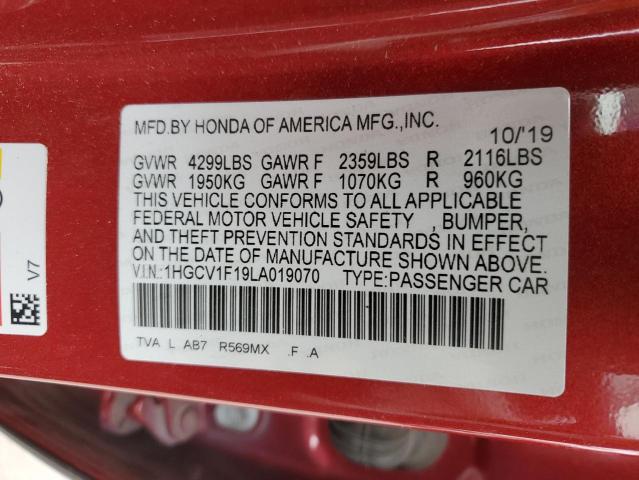 MFD.BY HONDA OF AMERICA MFG.,INC. 10/'19
GVWR 4299LBS GAWR F 2359LBS R 2116LBS
GVWR 1950KG GAWR F 1070KG R 960KG
THIS VEHICLE CONFORMS TO ALL APPLICABLE
FEDERAL MOTOR VEHICLE SAFETY , BUMPER,
AND THEFT PREVENTION STANDARDS IN EFFECT
ON THE DATE OF MANUFACTURE SHOWN ABOVE.
V.I.N.:1HGCV1F19LA019070 TYPE:PASSENGER CAR
TVA L AB7 R569MX .F .A
V7